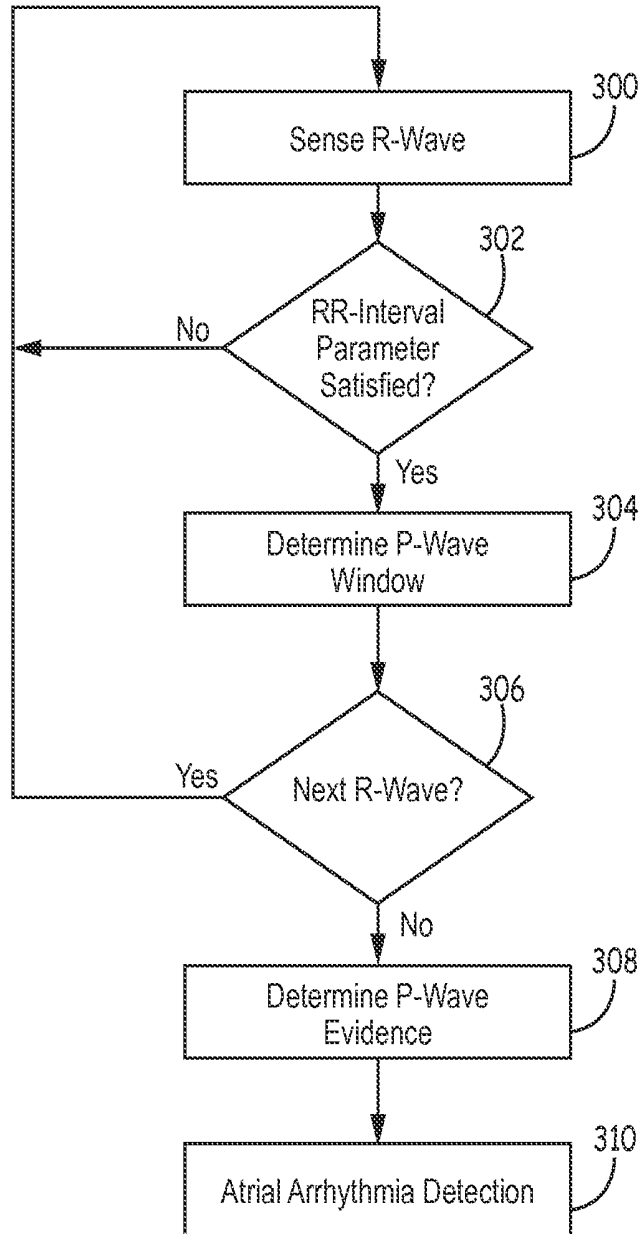 300
Sense R-Wave
302
RR-Interval
Parameter
Satisfied?
No
Yes
304
Determine P-Wave
Window
306
Next R-Wave?
Yes
No
308
Determine P-Wave
Evidence
310
Atrial Arrhythmia Detection